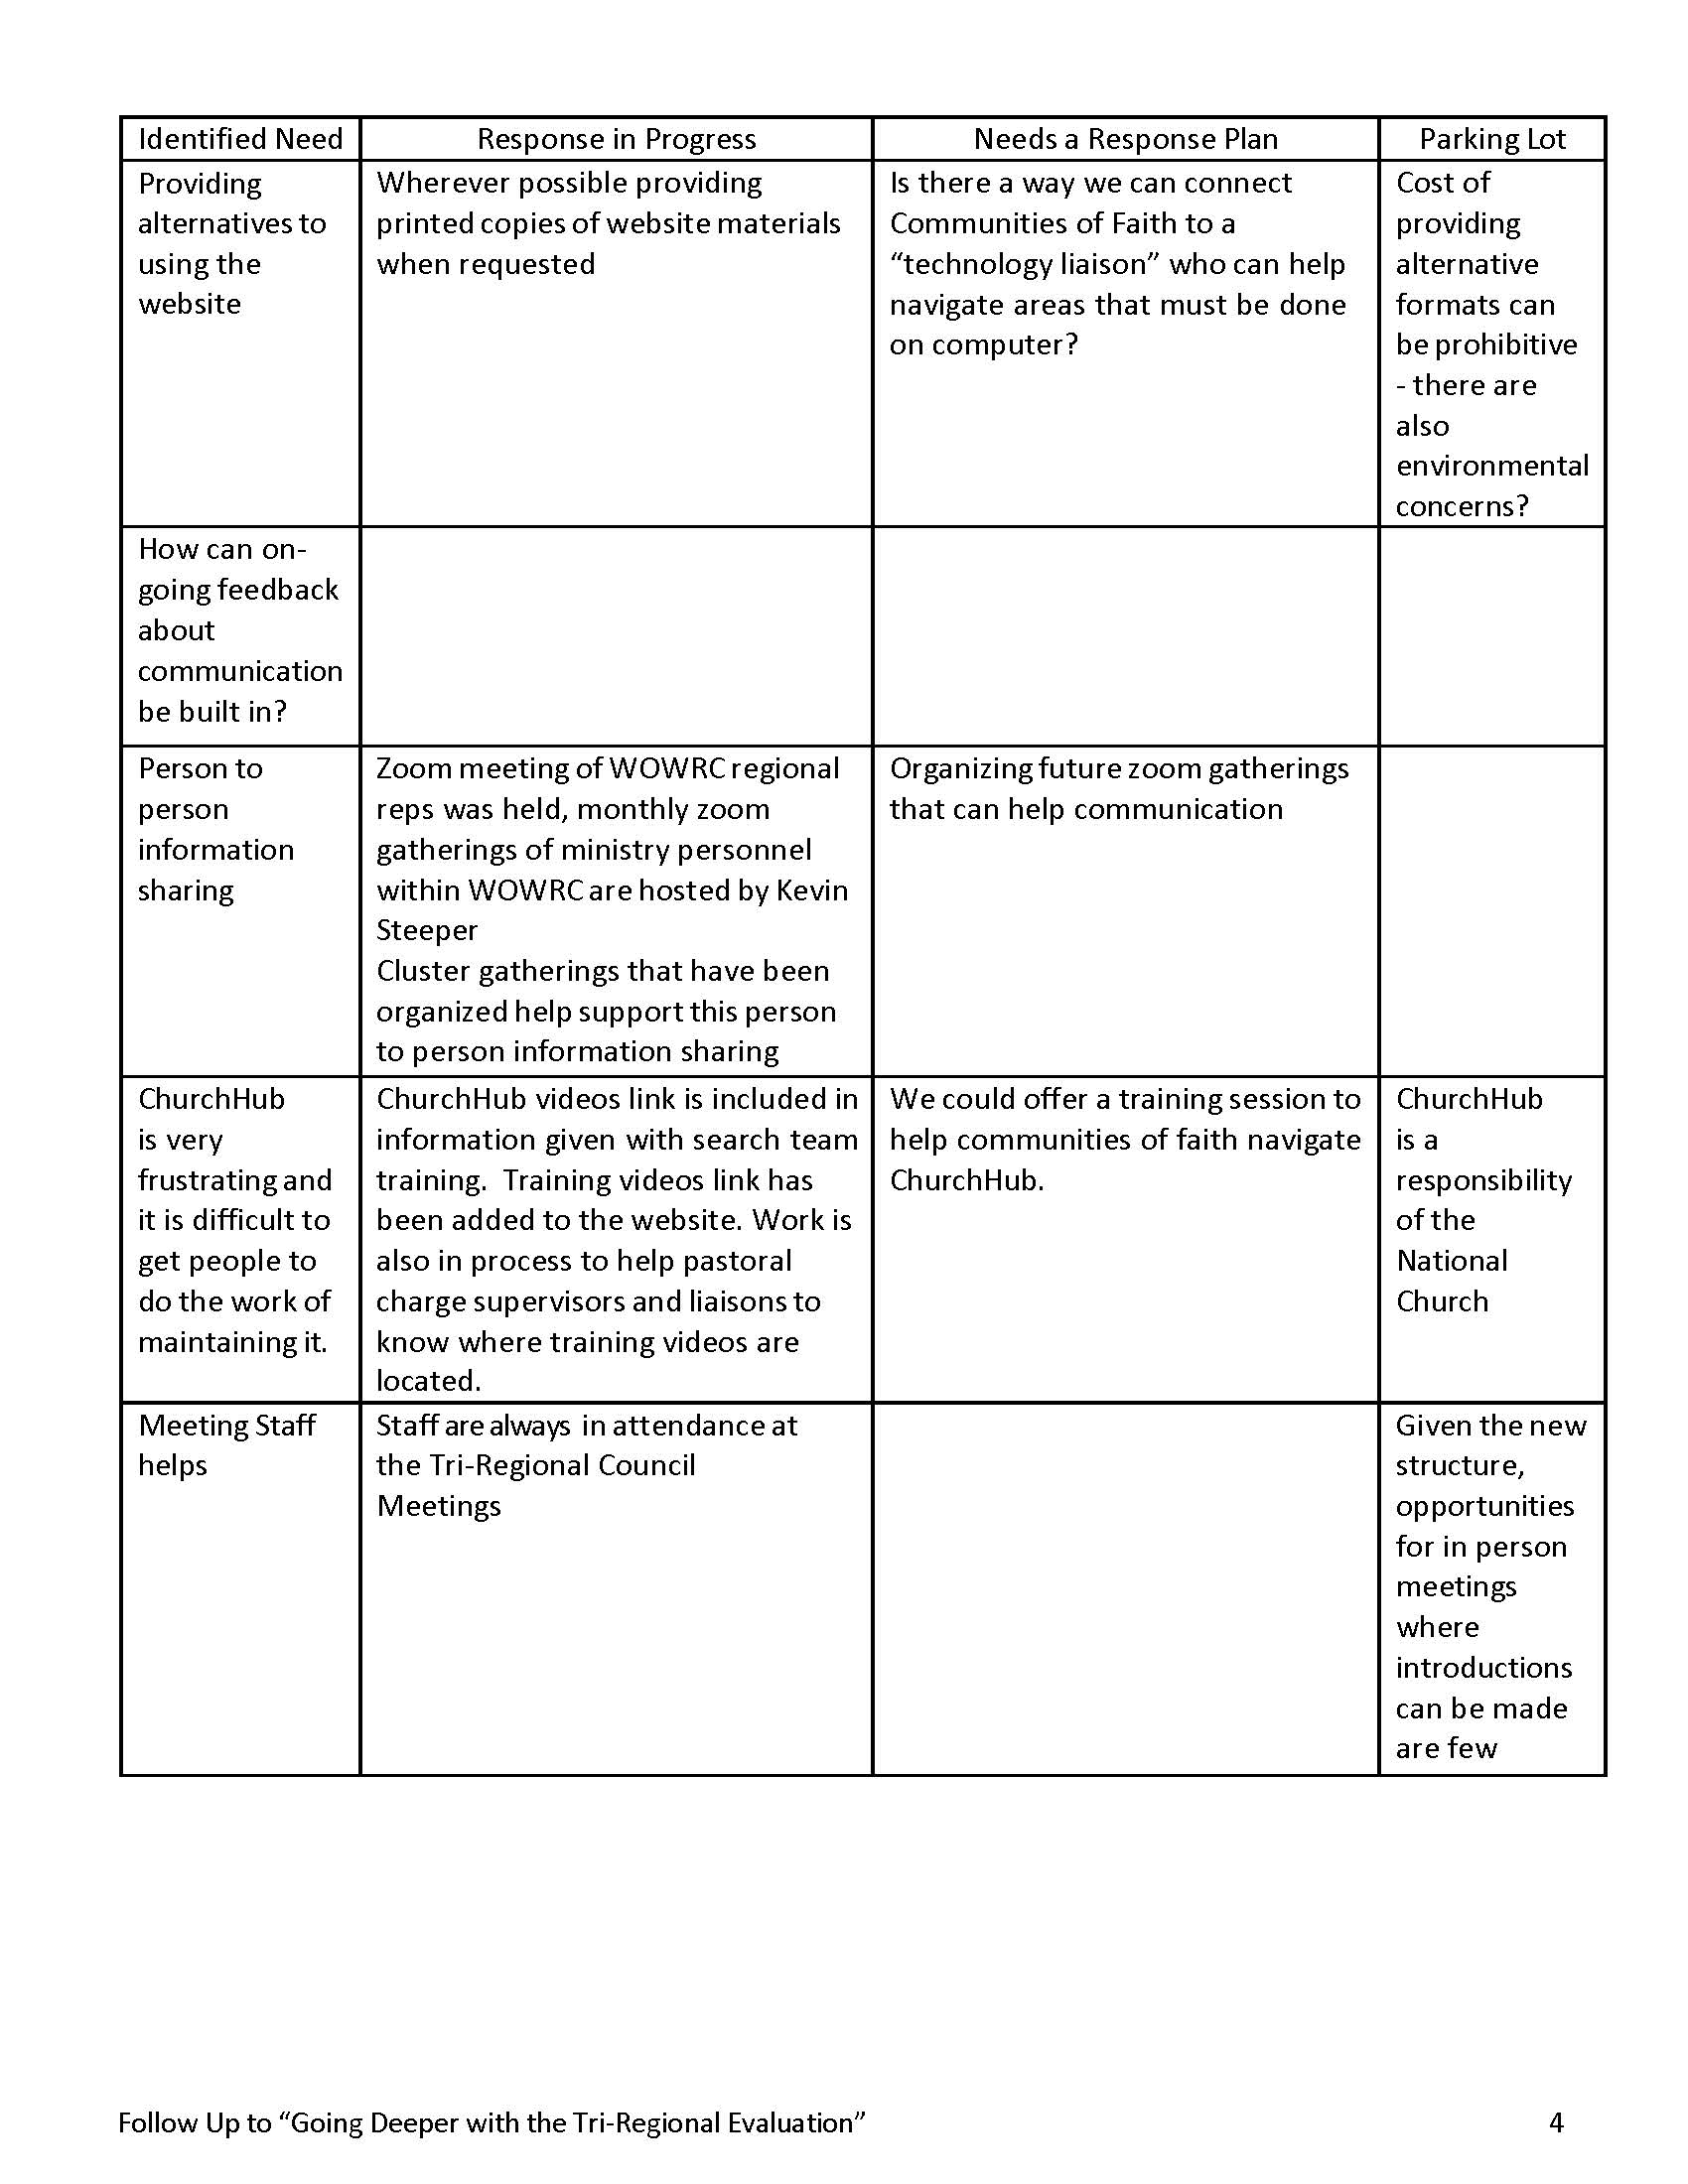 Identified Need
Response in Progress
Needs a Response Plan
Parking Lot
Providing
alternatives to
using the
website
Wherever possible providing
printed copies of website materials
when requested
Is there a way we can connect
Communities of Faith to a
“technology liaison” who can help
navigate areas that must be done
on computer?
Cost of
providing
alternative
formats can
be prohibitive
- there are
also
environmental
concerns?
How can on-
going feedback
about
communication
be built in?
Person to
person
information
sharing
Zoom meeting of WOWRC regional
reps was held, monthly zoom
gatherings of ministry personnel
within WOWRC are hosted by Kevin
Steeper
Cluster gatherings that have been
organized help support this person
to person information sharing
Organizing future zoom gatherings
that can help communication
ChurchHub
is very
frustrating and
it is difficult to
get people to
do the work of
maintaining it.
ChurchHub videos link is included in
information given with search team
training.  Training videos link has
been added to the website. Work is
also in process to help pastoral
charge supervisors and liaisons to
know where training videos are
located.
We could offer a training session to
help communities of faith navigate
ChurchHub.
ChurchHub
is a
responsibility
of the
National
Church
Meeting Staff
helps
Staff are always in attendance at
the Tri-Regional Council
Meetings
Given the new
structure,
opportunities
for in person
meetings
where
introductions
can be made
are few
Follow Up to “Going Deeper with the Tri-Regional Evaluation”
4